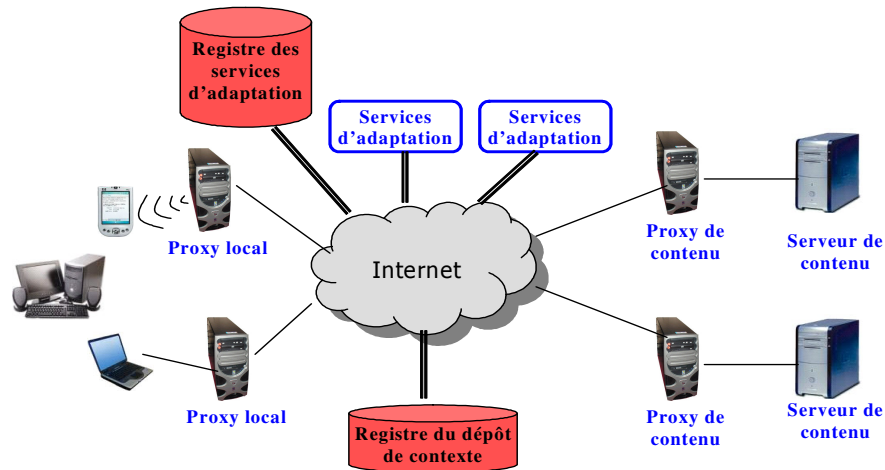 Registre des
services
d'adaptation
Services
d'adaptation
Services
d'adaptation
Proxy local
Internet
Proxy de
contenu
Serveur de
contenu
Proxy local
Registre du dépôt
de contexte
Proxy de
contenu
Serveur de
contenu